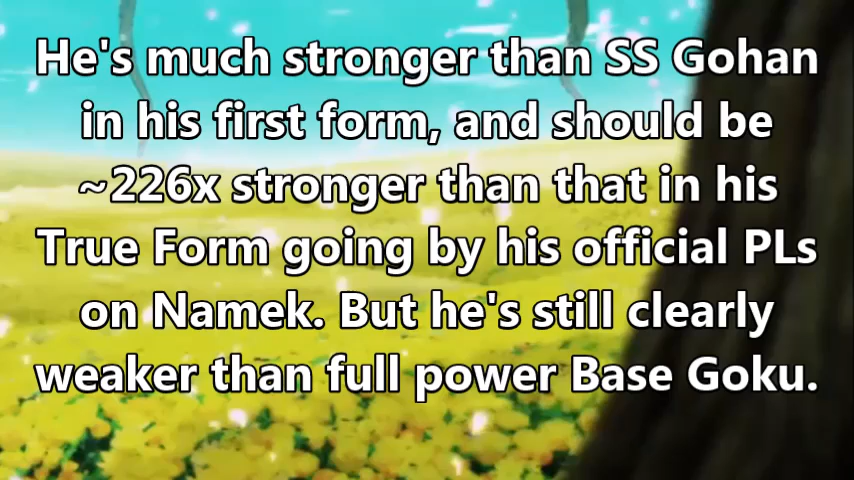 He's much stronger than SS Gohan
in his first form, and should be
~226x stronger than that in his
True Form going by his official PLs
on Namek. But he's still clearly
weaker than full power Base Goku.